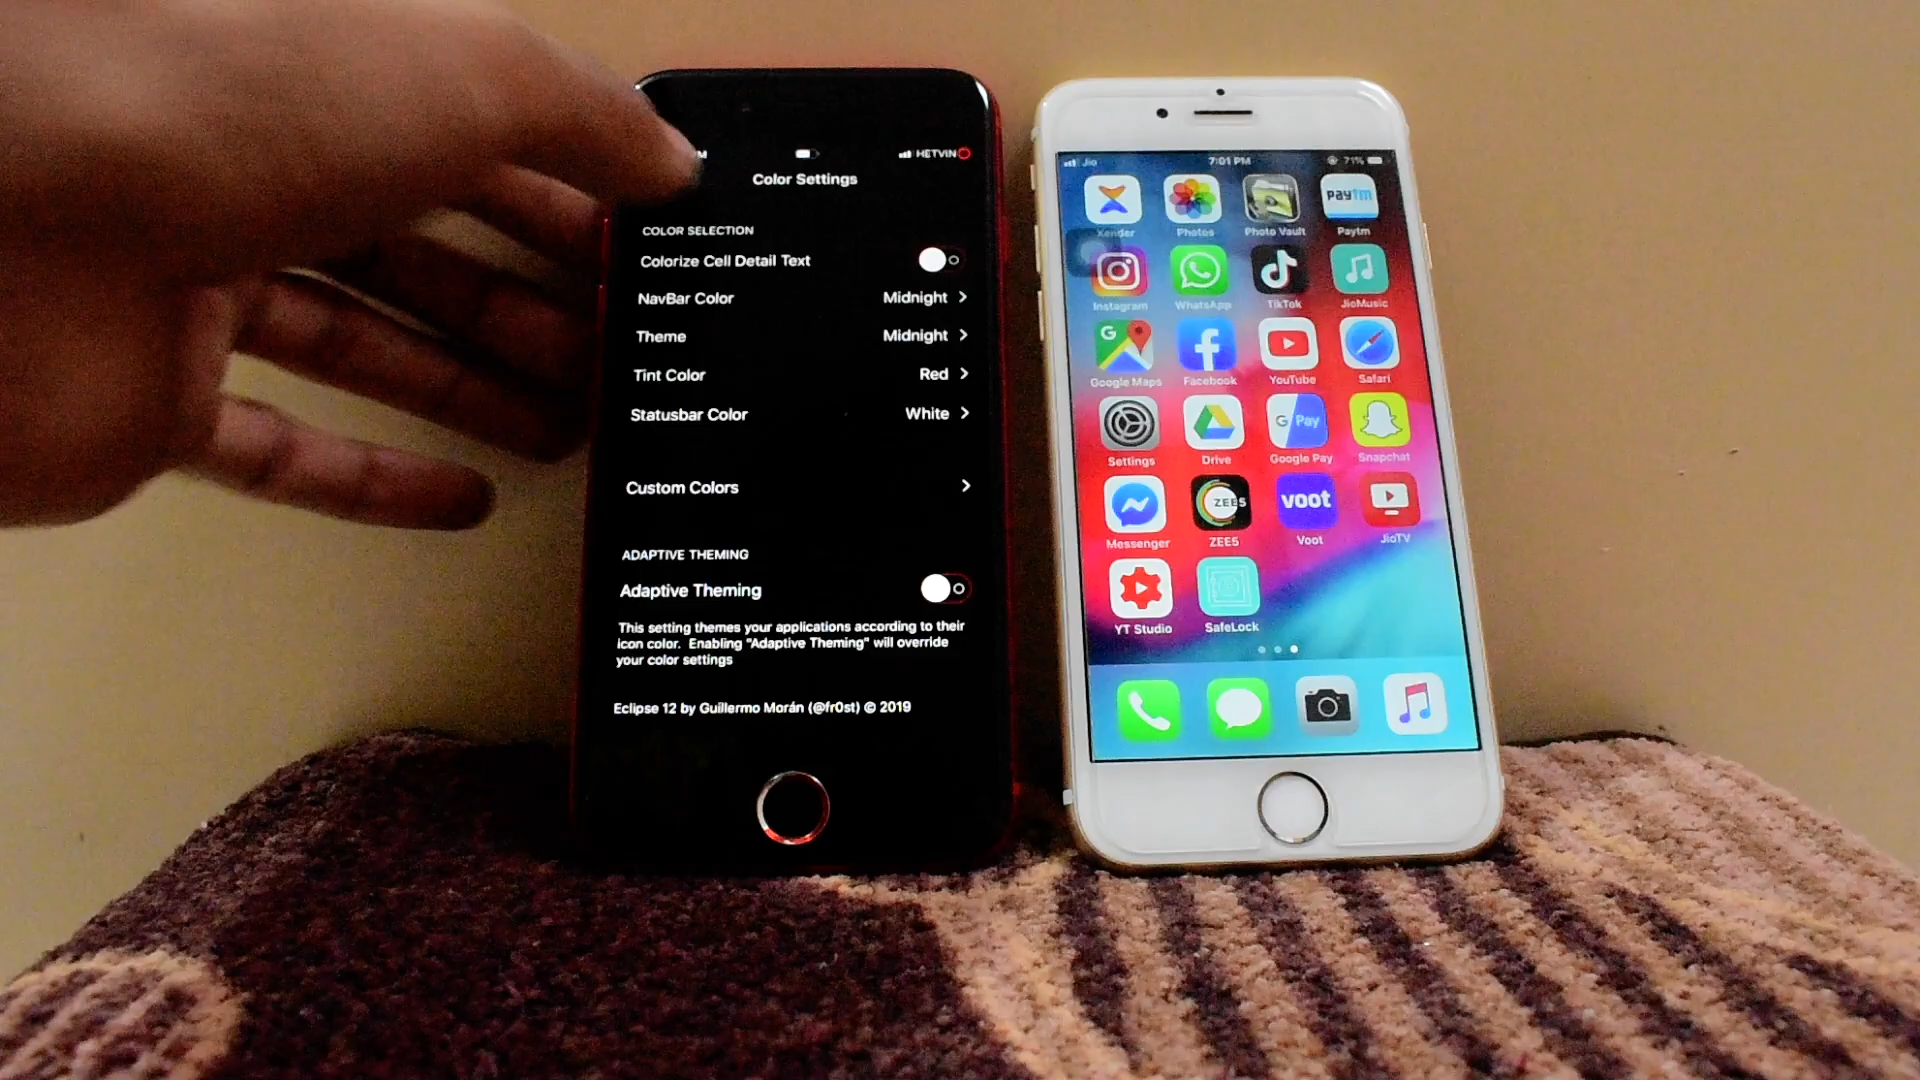 M HETVIN
Color Settings
COLOR SELECTION
Colorize Cell Detail Text
NavBar Color Midnight
Theme Midnight
Tint Color Red
Statusbar Color White
Custom Colors
ADAPTIVE THEMING
Adaptive Theming
This setting themes your applications according to their
icon color. Enabling "Adaptive Theming" will override
your color settings
Eclipse 12 by Guillermo Morán (@fr0st) © 2019
Jio 7:01 PM 71%
paytm
Xender Photos Photo Vault Paytm
Instagram WhatsApp TikTok JioMusic
G
Google Maps Facebook YouTube Safari
G Pay
Settings Drive Google Pay Snapchat
ZEE5 voot
Messenger ZEE5 Voot JioTV
YT Studio SafeLock